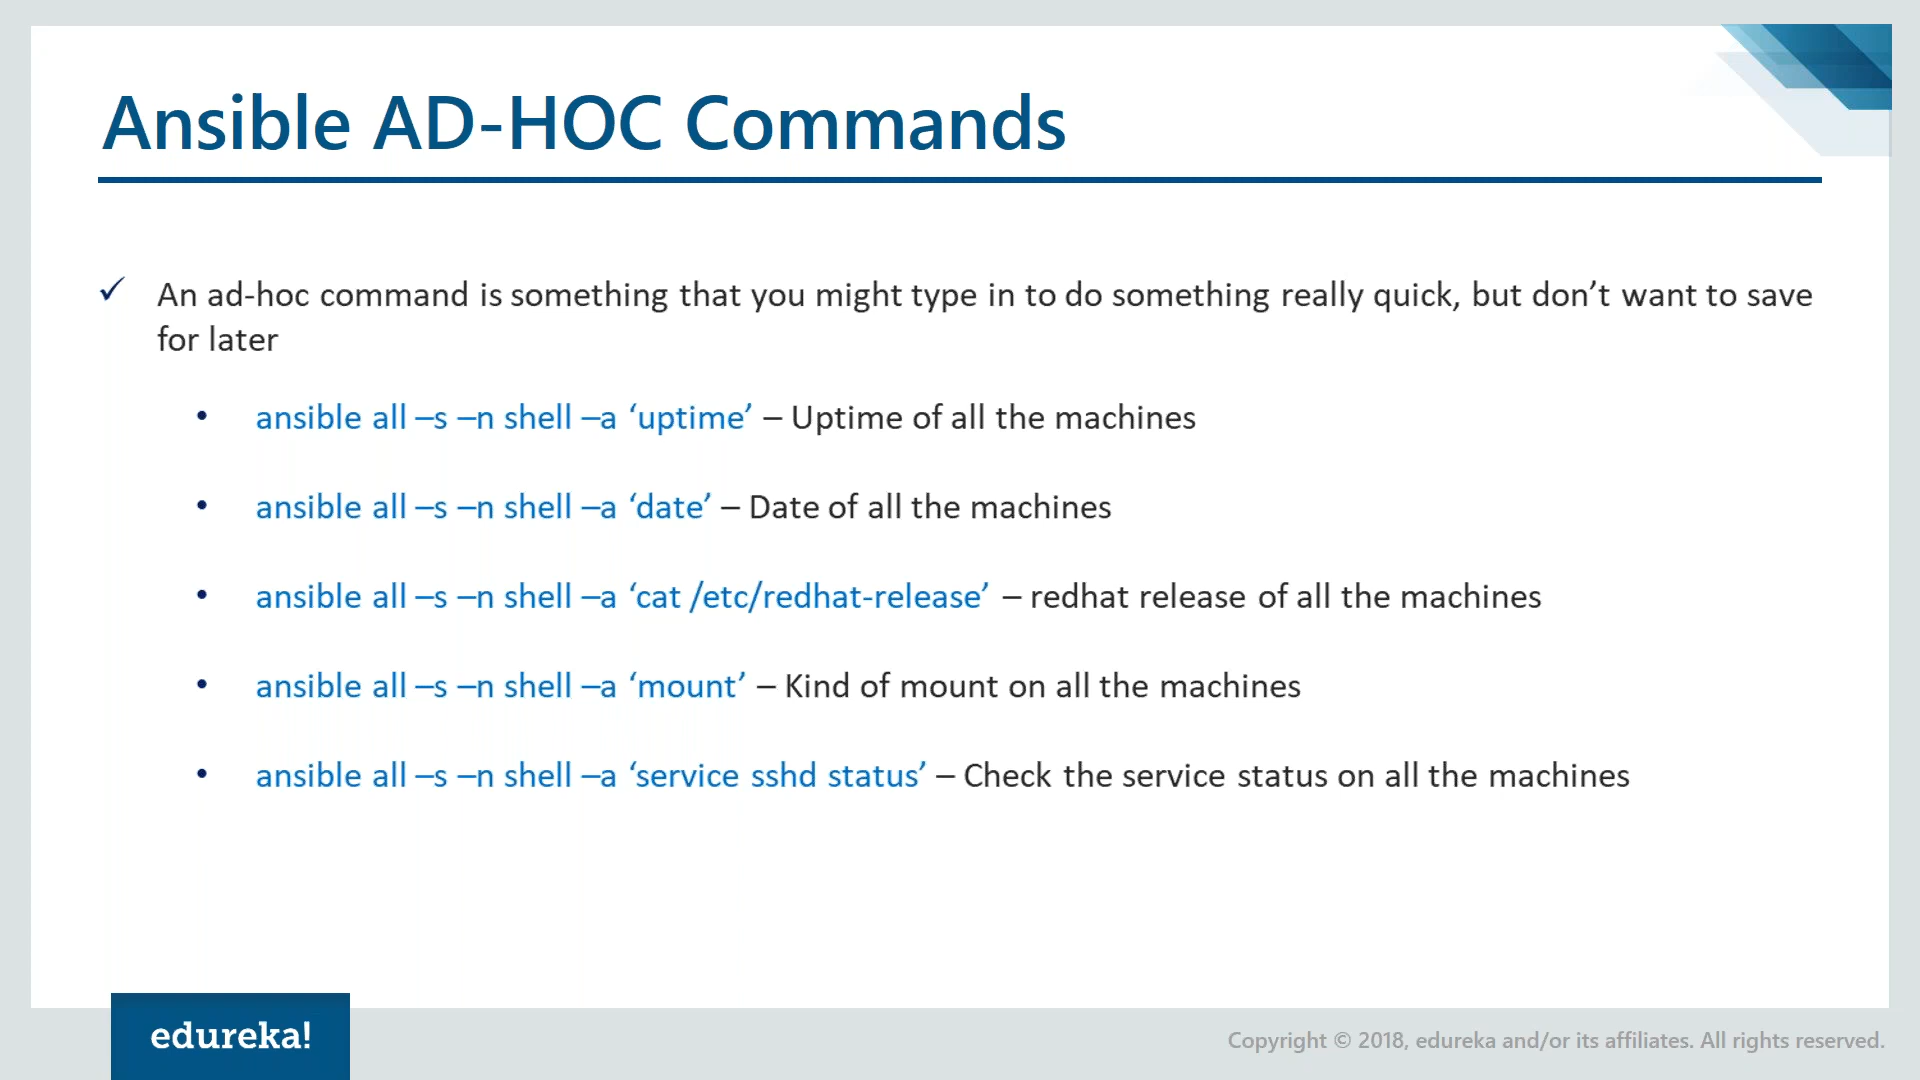 Ansible AD-HOC Commands
✓ An ad-hoc command is something that you might type in to do something really quick, but don’t want to save
for later
• ansible all –s –n shell –a ‘uptime’ – Uptime of all the machines
• ansible all –s –n shell –a ‘date’ – Date of all the machines
• ansible all –s –n shell –a ‘cat /etc/redhat-release’ – redhat release of all the machines
• ansible all –s –n shell –a ‘mount’ – Kind of mount on all the machines
• ansible all –s –n shell –a ‘service sshd status’ – Check the service status on all the machines
edureka!
Copyright © 2018, edureka and/or its affiliates. All rights reserved.